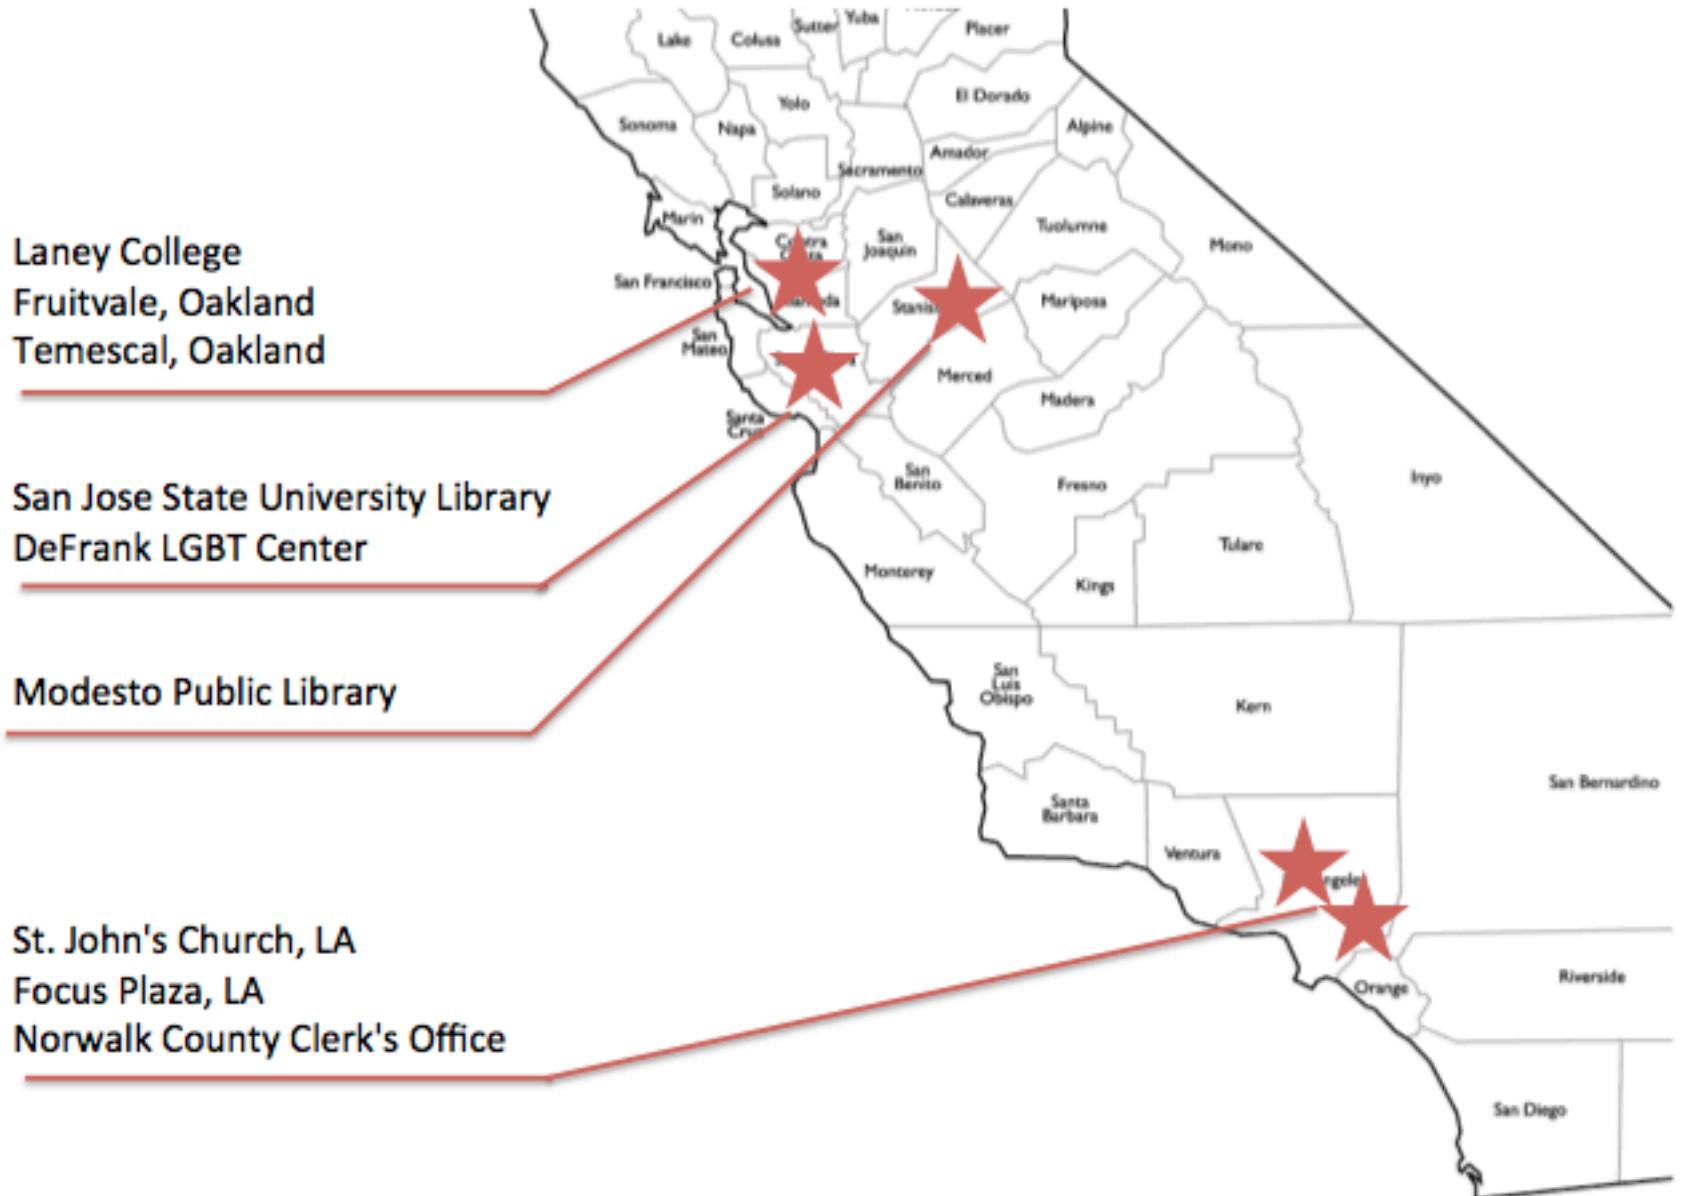 Yuba
Placer
Sutter
Lake
Colusa
El Dorado
Yolo
Sonoma
Napa
Alpine
Amador
Sacramento
Solano
Calaveras
Marin
Tuolumne
San
Joaquin
Mono
Laney College
Fruitvale, Oakland
Temescal, Oakland
San Francisco
Mariposa
San
Mateo
Merced
Madera
Santa
San
Benito
Fresno
Inyo
San Jose State University Library
DeFrank LGBT Center
Tulare
Monterey
Kings
Modesto Public Library
San
Luis
Obispo
Kern
San Bernardino
Santa
Barbara
Ventura
St. John's Church, LA
Focus Plaza, LA
Norwalk County Clerk's Office
Orange
Riverside
San Diego